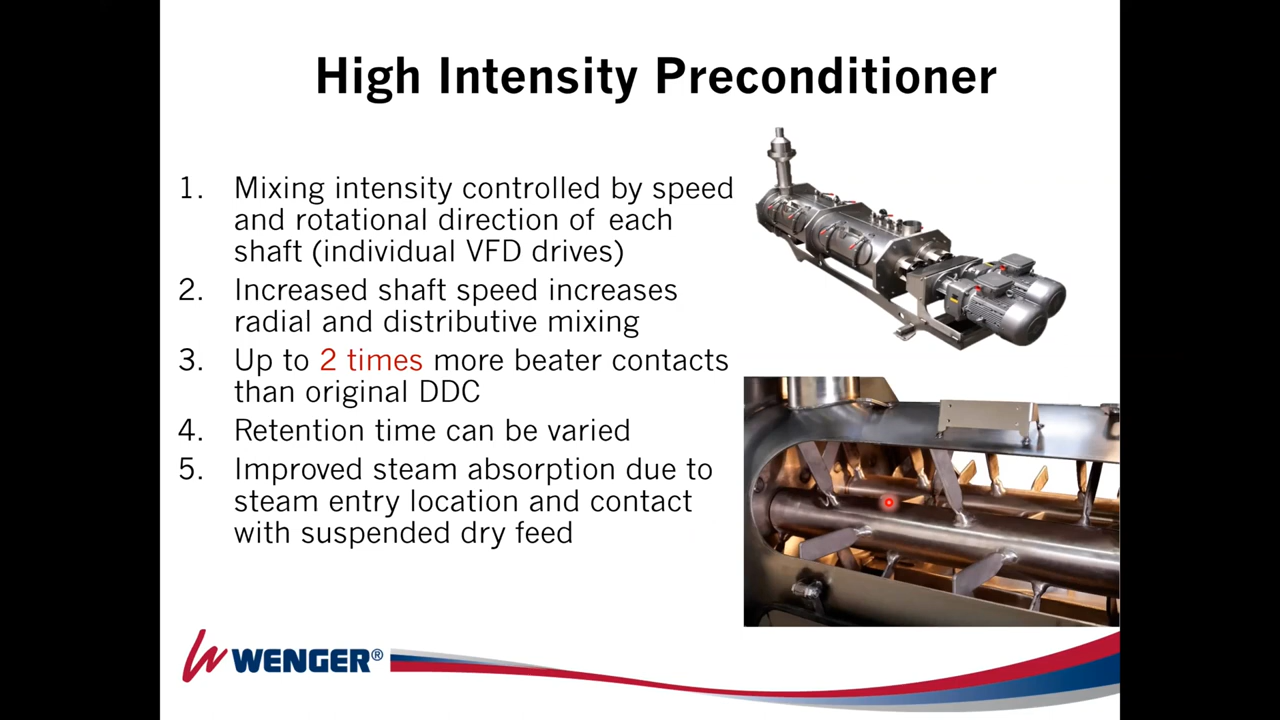 High Intensity Preconditioner
1. Mixing intensity controlled by speed
and rotational direction of each
shaft (individual VFD drives)
2. Increased shaft speed increases
radial and distributive mixing
3. Up to 2 times more beater contacts
than original DDC
4. Retention time can be varied
5. Improved steam absorption due to
steam entry location and contact
with suspended dry feed
WENGER®